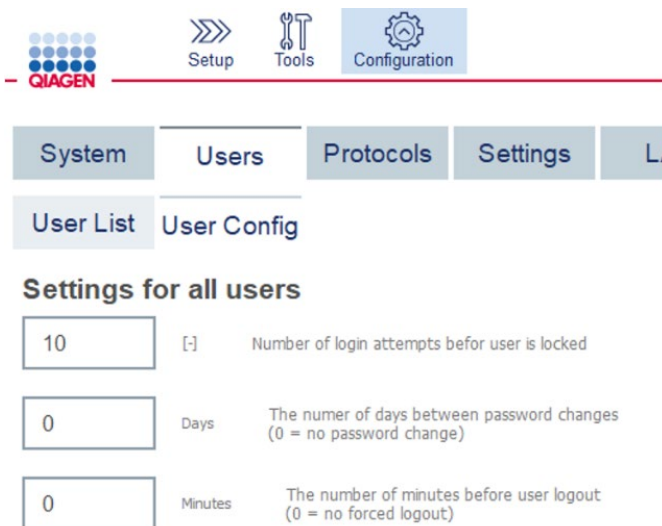 QIAGEN
Setup Tools Configuration
System Users Protocols Settings
User List User Config
Settings for all users
10 [-] Number of login attempts befor user is locked
0 Days The numer of days between password changes
(0 = no password change)
0 Minutes The number of minutes before user logout
(0 = no forced logout)